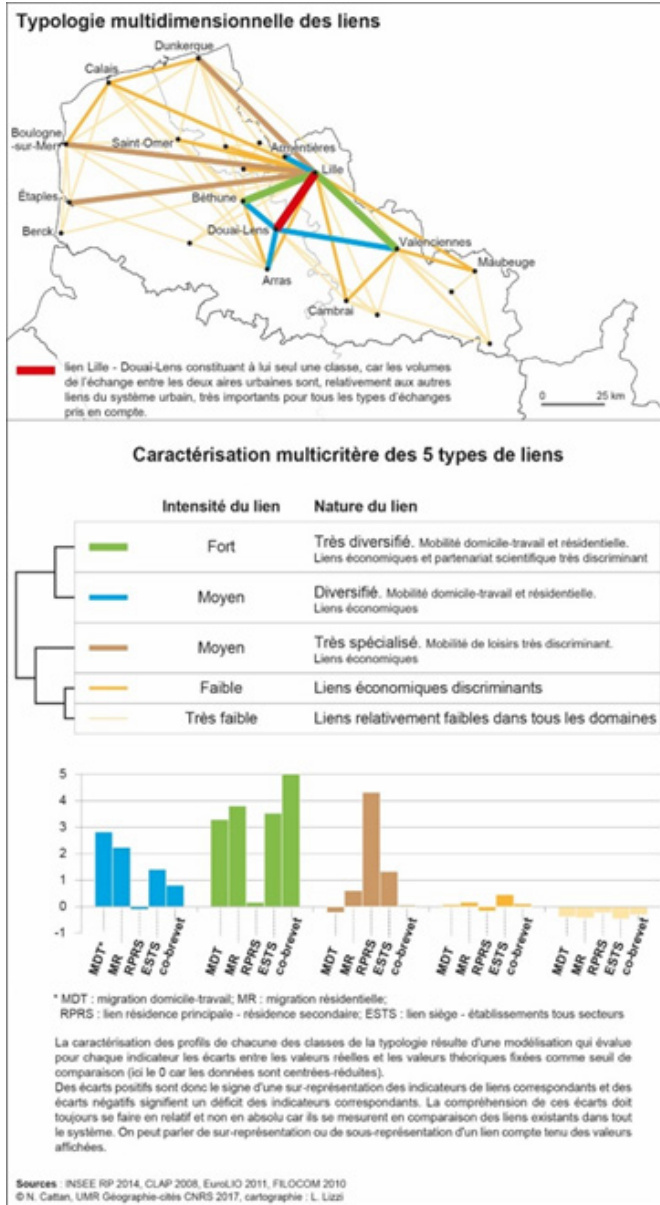 Typologie multidimensionnelle des liens
Dunkerque
Calais
Boulogne
-sur-Mer
Saint-Omer
Armentières
Lille
Étaples
Béthune
Berck
Douai-Lens
Valenciennes
Maubeuge
Arras
Cambrai
lien Lille - Douai-Lens constituant à lui seul une classe, car les volumes
de l'échange entre les deux aires urbaines sont, relativement aux autres
liens du système urbain, très importants pour tous les types d'échanges
pris en compte.
0 25 km
Caractérisation multicritère des 5 types de liens
Intensité du lien Nature du lien
Fort Très diversifié. Mobilité domicile-travail et résidentielle.
Liens économiques et partenariat scientifique très discriminant
Moyen Diversifié. Mobilité domicile-travail et résidentielle.
Liens économiques
Moyen Très spécialisé. Mobilité de loisirs très discriminant.
Liens économiques
Faible Liens économiques discriminants
Très faible Liens relativement faibles dans tous les domaines
5
4
3
2
1
0
-1
MDT* MR RPRS ESTS co-brevet MDT MR RPRS ESTS co-brevet MDT MR RPRS ESTS co-brevet MDT MR RPRS ESTS co-brevet MDT MR RPRS ESTS co-brevet
* MDT : migration domicile-travail; MR : migration résidentielle;
RPRS : lien résidence principale - résidence secondaire; ESTS : lien siège - établissements tous secteurs
La caractérisation des profils de chacune des classes de la typologie résulte d'une modélisation qui évalue
pour chaque indicateur les écarts entre les valeurs réelles et les valeurs théoriques fixées comme seuil de
comparaison (ici le 0 car les données sont centrées-réduites).
Des écarts positifs sont donc le signe d'une sur-représentation des indicateurs de liens correspondants et des
écarts négatifs signifient un déficit des indicateurs correspondants. La compréhension de ces écarts doit
toujours se faire en relatif et non en absolu car ils se mesurent en comparaison des liens existants dans tout
le système. On peut parler de sur-représentation ou de sous-représentation d'un lien compte tenu des valeurs
affichées.
Sources : INSEE RP 2014, CLAP 2008, EuroLIO 2011, FILOCOM 2010
© N. Cattan, UMR Géographie-cités CNRS 2017, cartographie : L. Lizzi